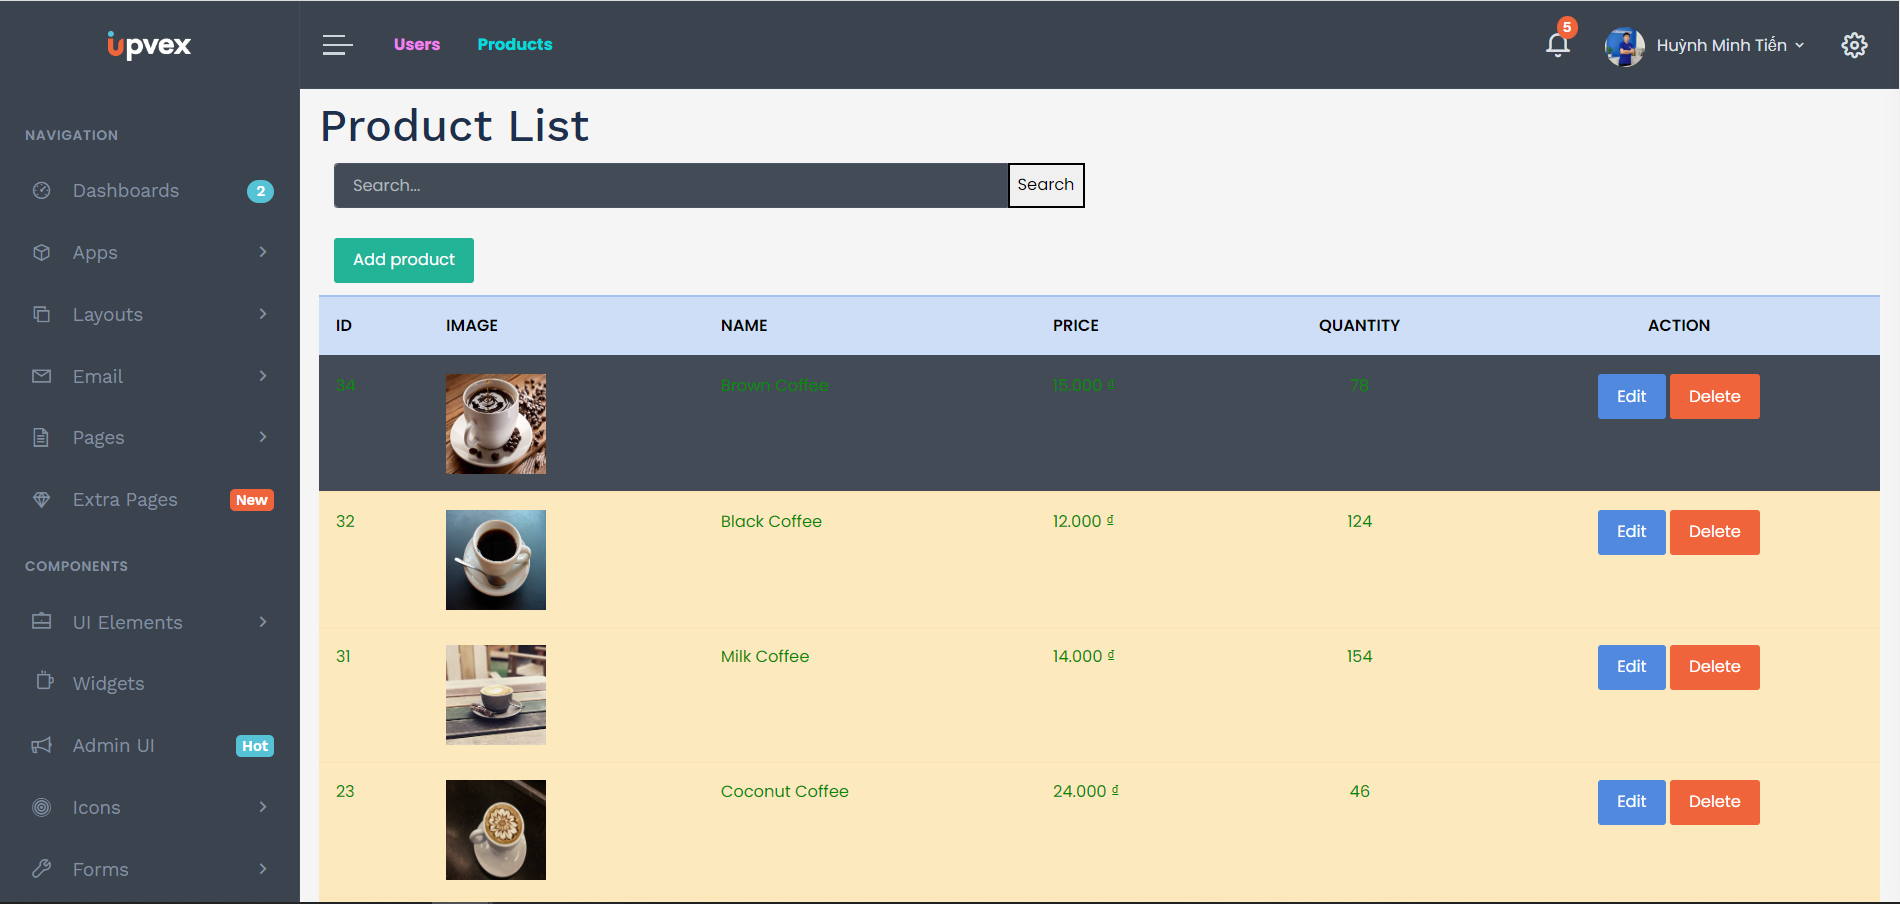 upvex
Users
Products
5
Huỳnh Minh Tiến
NAVIGATION
Dashboards 2
Apps
Layouts
Email
Pages
Extra Pages New
COMPONENTS
UI Elements
Widgets
Admin UI Hot
Icons
Forms
Product List
Search...
Search
Add product
ID IMAGE NAME PRICE QUANTITY ACTION
34 Brown Coffee 15.000 ₫ 78 Edit Delete
32 Black Coffee 12.000 ₫ 124 Edit Delete
31 Milk Coffee 14.000 ₫ 154 Edit Delete
23 Coconut Coffee 24.000 ₫ 46 Edit Delete